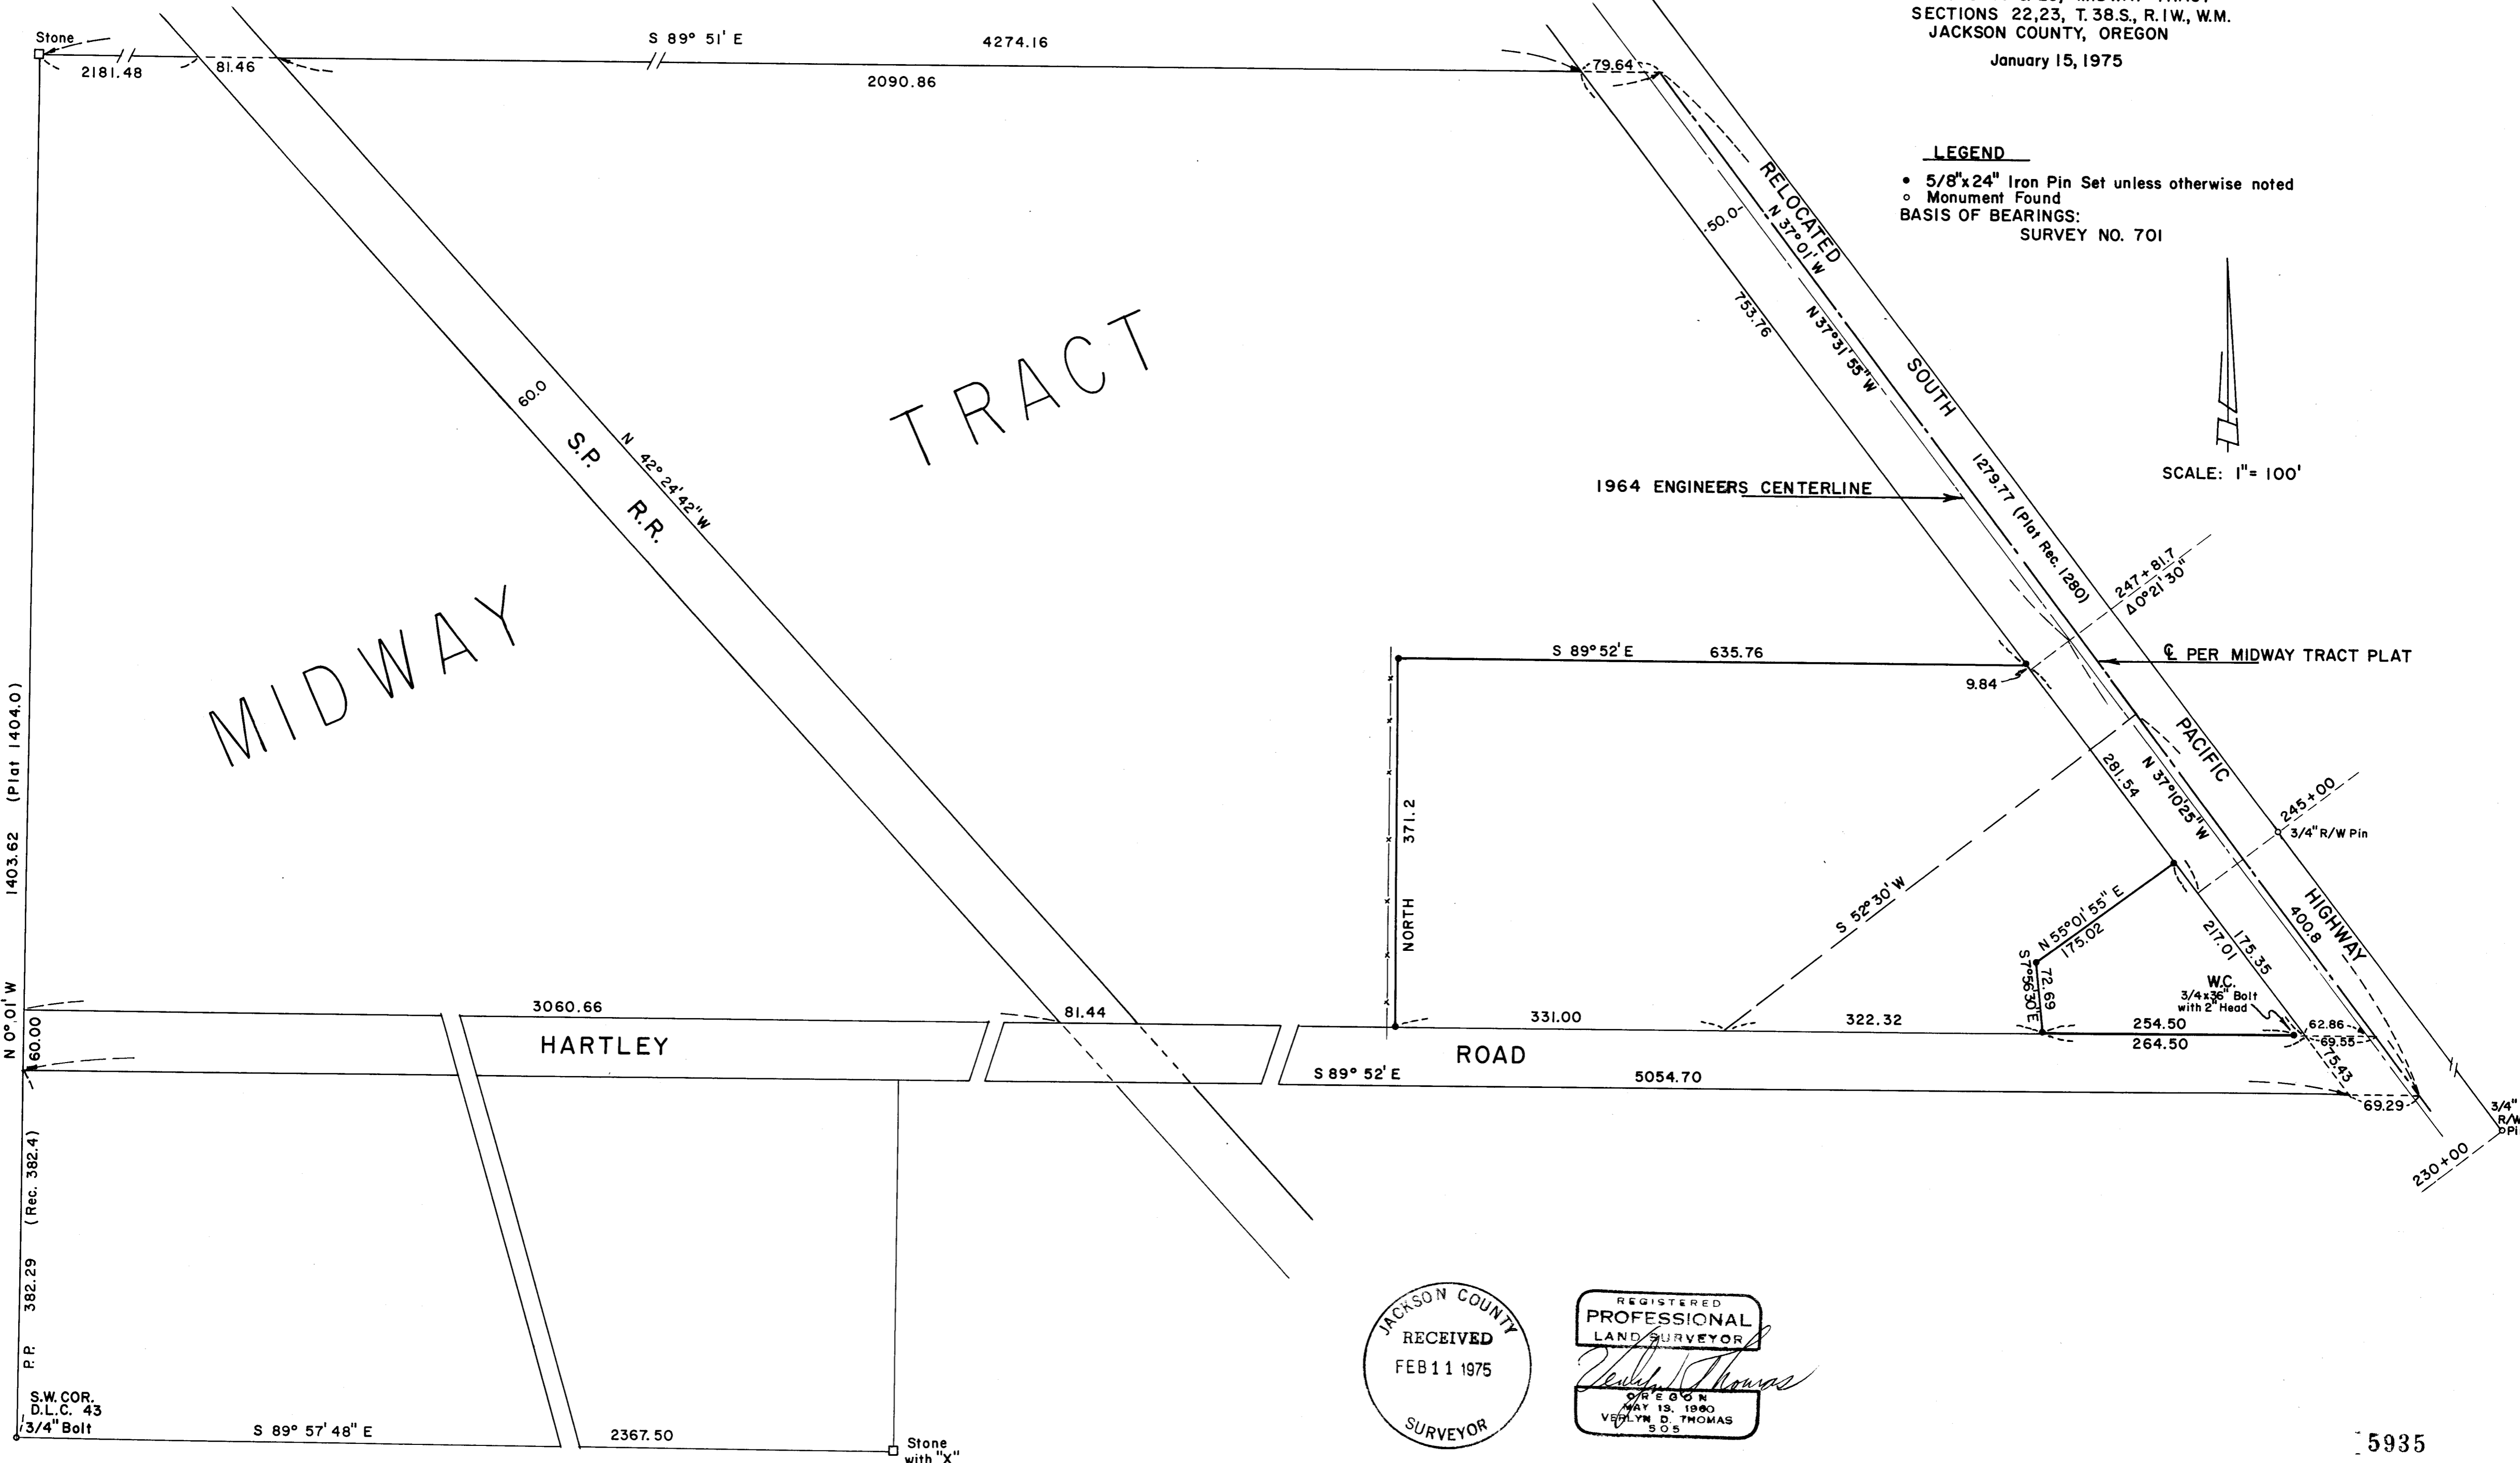 SECTIONS 22,23, T.38.S., R.1W., W.M.
JACKSON COUNTY, OREGON
January 15, 1975
LEGEND
• 5/8"x24" Iron Pin Set unless otherwise noted
○ Monument Found
BASIS OF BEARINGS:
SURVEY NO. 701
SCALE: 1"= 100'
Stone
2181.48
81.46
S 89° 51' E
4274.16
2090.86
79.64
RELOCATED
SOUTH
PACIFIC
HIGHWAY
N 37° 01' W
-50.0-
753.76
N 37°31'55" W
1279.77 (Plat Rec. 1280)
1964 ENGINEERS CENTERLINE
247+81.7
Δ0°21'30"
℄ PER MIDWAY TRACT PLAT
60.0
S.P. R.R.
N 42° 24' 42" W
MIDWAY TRACT
S 89°52' E
635.76
9.84
NORTH 371.2
281.54
N 37°10'25" W
245+00
3/4" R/W Pin
S 52°30' W
N 55°01'55" E
175.02
S 7°56'30" E
72.69
217.01
175.35
400.8
W.C.
3/4x36" Bolt
with 2" Head
331.00
322.32
254.50
264.50
62.86
69.55
75.43
69.29
3/4"
230+00
N 0°.01' W 1403.62 (Plat 1404.0)
60.00
3060.66
81.44
HARTLEY ROAD
S 89° 52' E
5054.70
P.P. 382.29 (Rec. 382.4)
S.W. COR.
D.L.C. 43
3/4" Bolt
S 89° 57' 48" E
2367.50
Stone
with "X"
JACKSON COUNTY
RECEIVED
FEB 11 1975
SURVEYOR
REGISTERED
PROFESSIONAL
LAND SURVEYOR
Verlyn D Thomas
OREGON
MAY 13, 1960
VERLYN D. THOMAS
505
5935